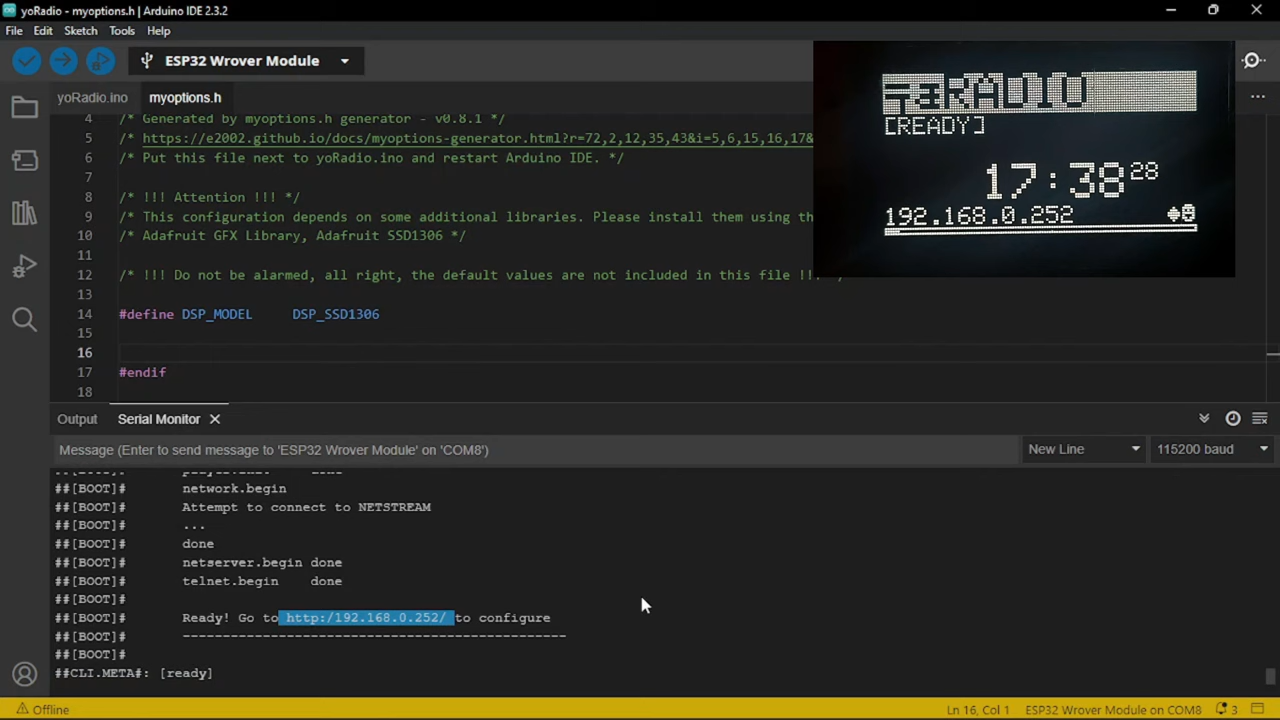 yoRadio - myoptions.h | Arduino IDE 2.3.2
File Edit Sketch Tools Help
ESP32 Wrover Module
yoRadio.ino myoptions.h
4 /* Generated by myoptions.h generator - v0.8.1 */
5 /* https://e2002.github.io/docs/myoptions-generator.html?r=72,2,12,35,43&i=5,6,15,16,17&
6 /* Put this file next to yoRadio.ino and restart Arduino IDE. */
7
8 /* !!! Attention !!! */
9 /* This configuration depends on some additional libraries. Please install them using th
10 /* Adafruit GFX Library, Adafruit SSD1306 */
11
12 /* !!! Do not be alarmed, all right, the default values are not included in this file !!! */
13
14 #define DSP_MODEL DSP_SSD1306
15
16
17 #endif
18
ёRADIO
[READY]
17:38 28
192.168.0.252
Output Serial Monitor
Message (Enter to send message to 'ESP32 Wrover Module' on 'COM8')
New Line 115200 baud
##[BOOT]# player.init done
##[BOOT]# network.begin
##[BOOT]# Attempt to connect to NETSTREAM
##[BOOT]# ...
##[BOOT]# done
##[BOOT]# netserver.begin done
##[BOOT]# telnet.begin done
##[BOOT]#
##[BOOT]# Ready! Go to http:/192.168.0.252/ to configure
##[BOOT]# ------------------------------------------------
##[BOOT]#
##CLI.META#: [ready]
Offline
Ln 16, Col 1 ESP32 Wrover Module on COM8 3